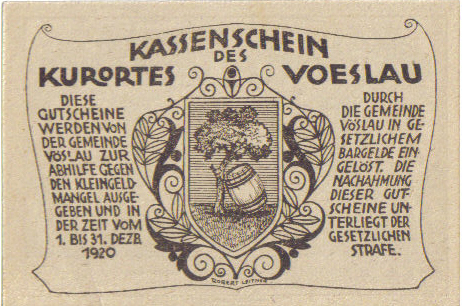 KASSENSCHEIN
DES
KURORTES VOESLAU
DIESE
GUTSCHEINE
WERDEN VON
DER GEMEINDE
VÖSLAU ZUR
ABHILFE GEGEN
DEN KLEINGELD-
MANGEL AUSGE-
GEBEN UND IN
DER ZEIT VOM
1. BIS 31. DEZB.
1920
DURCH
DIE GEMEINDE
VÖSLAU IN GE-
SETZLICHEM
BARGELDE EIN-
GELÖST. DIE
NACHAHMUNG
DIESER GUT-
SCHEINE UN-
TERLIEGT DER
GESETZLICHEN
STRAFE.
ROBERT LEITNER